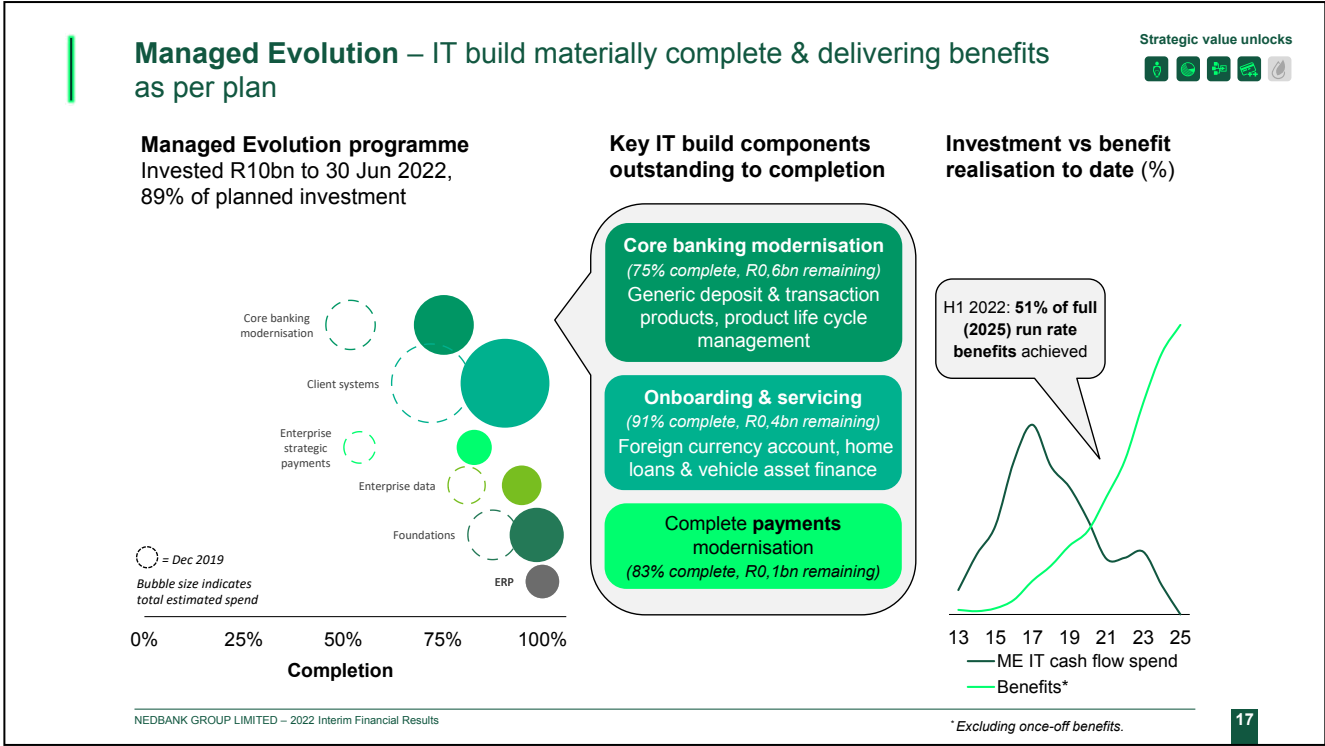 Managed Evolution – IT build materially complete & delivering benefits
as per plan
Strategic value unlocks
Managed Evolution programme
Invested R10bn to 30 Jun 2022,
89% of planned investment
Core banking
modernisation
Client systems
Enterprise
strategic
payments
Enterprise data
Foundations
ERP
= Dec 2019
Bubble size indicates
total estimated spend
0% 25% 50% 75% 100%
Completion
Key IT build components
outstanding to completion
Core banking modernisation
(75% complete, R0,6bn remaining)
Generic deposit & transaction
products, product life cycle
management
Onboarding & servicing
(91% complete, R0,4bn remaining)
Foreign currency account, home
loans & vehicle asset finance
Complete payments
modernisation
(83% complete, R0,1bn remaining)
Investment vs benefit
realisation to date (%)
H1 2022: 51% of full
(2025) run rate
benefits achieved
13 15 17 19 21 23 25
ME IT cash flow spend
Benefits*
NEDBANK GROUP LIMITED – 2022 Interim Financial Results
* Excluding once-off benefits.
17